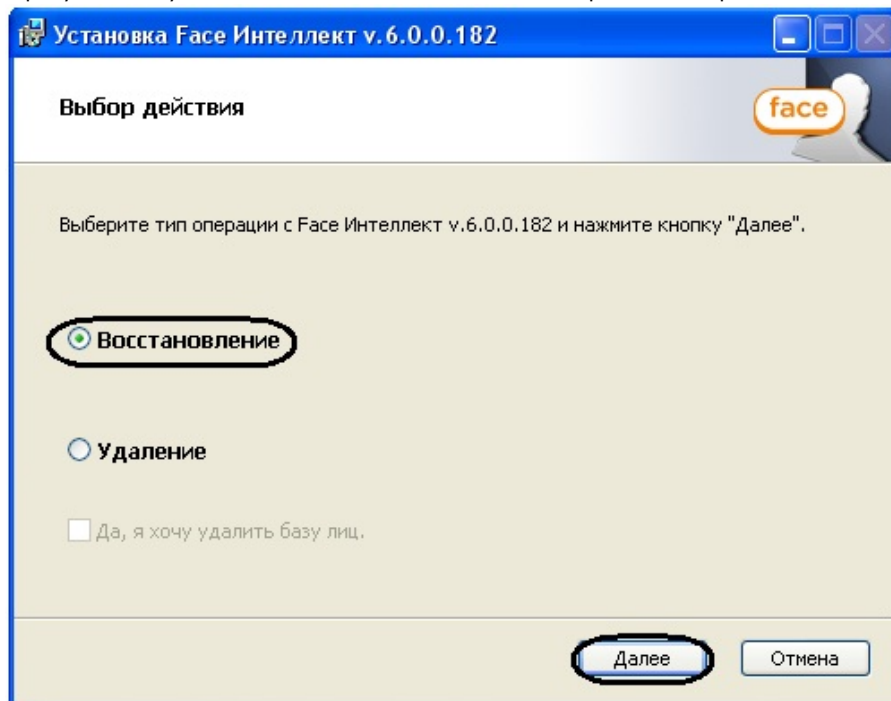 Установка Face Интеллект v.6.0.0.182
Выбор действия
face
Выберите тип операции с Face Интеллект v.6.0.0.182 и нажмите кнопку "Далее".
Восстановление
Удаление
Да, я хочу удалить базу лиц.
Далее
Отмена